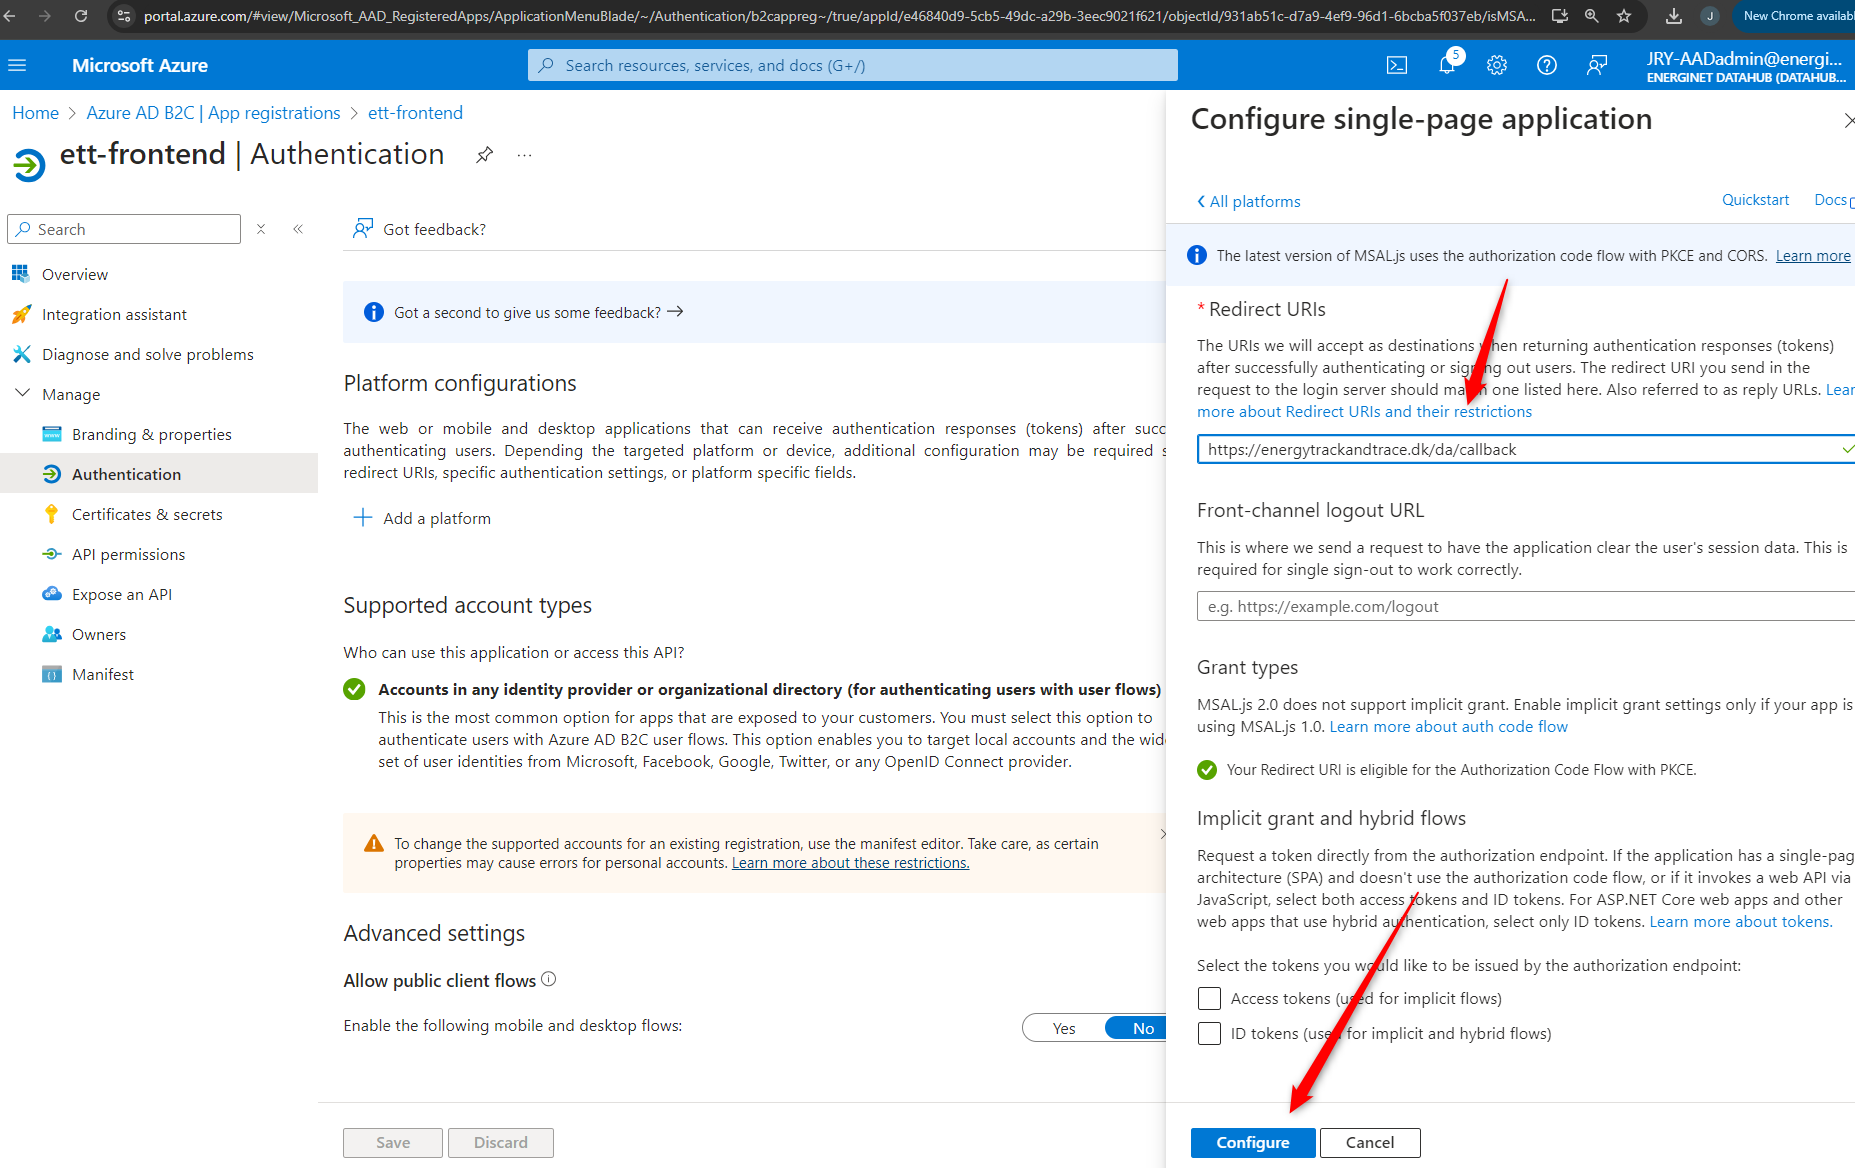 portal.azure.com/#view/Microsoft_AAD_RegisteredApps/ApplicationMenuBlade/~/Authentication/b2cappreg~/true/appId/e46840d9-5cb5-49dc-a29b-3eec9021f621/objectId/931ab51c-d7a9-4ef9-96d1-6bcba5f037eb/isMSA...
J
New Chrome availabl
Microsoft Azure
Search resources, services, and docs (G+/)
5
JRY-AADadmin@energi...
ENERGINET DATAHUB (DATAHUB...
Home > Azure AD B2C | App registrations > ett-frontend
ett-frontend | Authentication
...
Search
Overview
Integration assistant
Diagnose and solve problems
Manage
Branding & properties
Authentication
Certificates & secrets
API permissions
Expose an API
Owners
Manifest
Got feedback?
Got a second to give us some feedback? →
Platform configurations
The web or mobile and desktop applications that can receive authentication responses (tokens) after succ
authenticating users. Depending the targeted platform or device, additional configuration may be required s
redirect URIs, specific authentication settings, or platform specific fields.
+ Add a platform
Supported account types
Who can use this application or access this API?
Accounts in any identity provider or organizational directory (for authenticating users with user flows)
This is the most common option for apps that are exposed to your customers. You must select this option to
authenticate users with Azure AD B2C user flows. This option enables you to target local accounts and the wid
set of user identities from Microsoft, Facebook, Google, Twitter, or any OpenID Connect provider.
To change the supported accounts for an existing registration, use the manifest editor. Take care, as certain
properties may cause errors for personal accounts. Learn more about these restrictions.
Advanced settings
Allow public client flows
Enable the following mobile and desktop flows:
Yes No
Save Discard
Configure single-page application
All platforms
Quickstart Docs
The latest version of MSAL.js uses the authorization code flow with PKCE and CORS. Learn more
* Redirect URIs
The URIs we will accept as destinations when returning authentication responses (tokens)
after successfully authenticating or signing out users. The redirect URI you send in the
request to the login server should match one listed here. Also referred to as reply URLs. Lear
more about Redirect URIs and their restrictions
https://energytrackandtrace.dk/da/callback
Front-channel logout URL
This is where we send a request to have the application clear the user's session data. This is
required for single sign-out to work correctly.
e.g. https://example.com/logout
Grant types
MSAL.js 2.0 does not support implicit grant. Enable implicit grant settings only if your app is
using MSAL.js 1.0. Learn more about auth code flow
Your Redirect URI is eligible for the Authorization Code Flow with PKCE.
Implicit grant and hybrid flows
Request a token directly from the authorization endpoint. If the application has a single-pag
architecture (SPA) and doesn't use the authorization code flow, or if it invokes a web API via
JavaScript, select both access tokens and ID tokens. For ASP.NET Core web apps and other
web apps that use hybrid authentication, select only ID tokens. Learn more about tokens.
Select the tokens you would like to be issued by the authorization endpoint:
Access tokens (used for implicit flows)
ID tokens (used for implicit and hybrid flows)
Configure Cancel